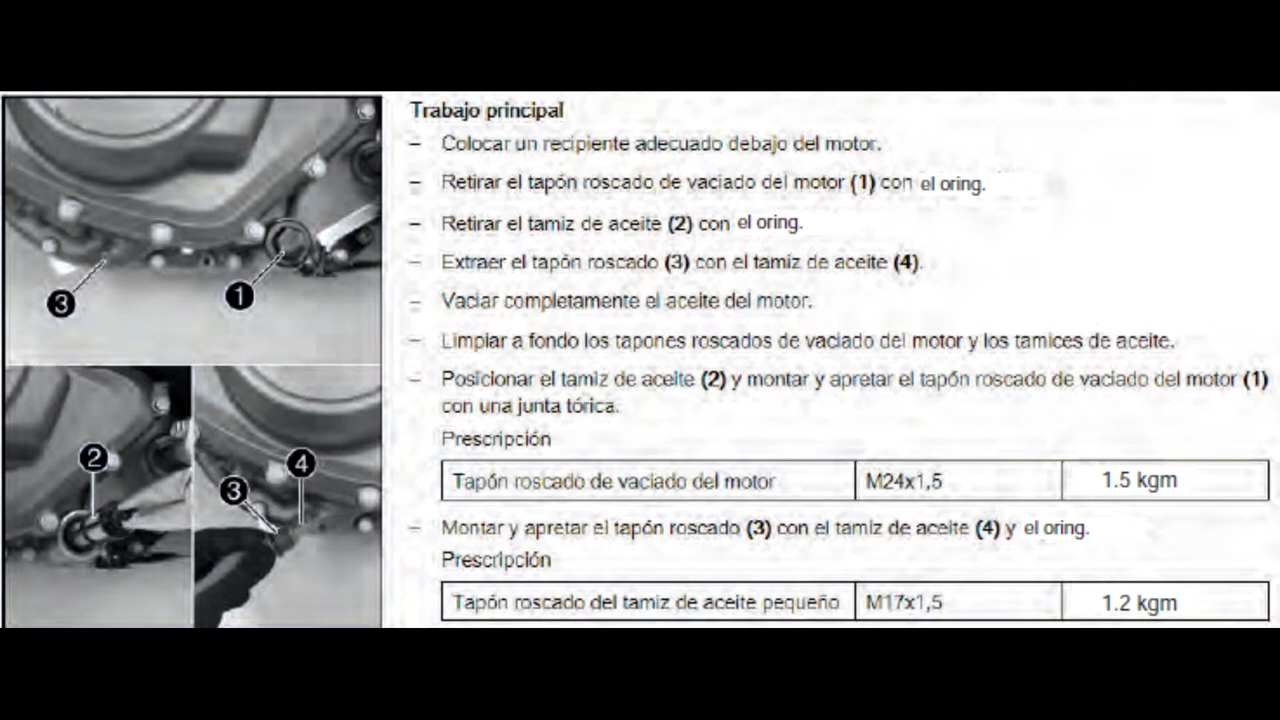 Trabajo principal
– Colocar un recipiente adecuado debajo del motor.
– Retirar el tapón roscado de vaciado del motor (1) con el oring.
– Retirar el tamiz de aceite (2) con el oring.
– Extraer el tapón roscado (3) con el tamiz de aceite (4).
– Vaciar completamente el aceite del motor.
– Limpiar a fondo los tapones roscados de vaciado del motor y los tamices de aceite.
– Posicionar el tamiz de aceite (2) y montar y apretar el tapón roscado de vaciado del motor (1)
con una junta tórica.
Prescripción
Tapón roscado de vaciado del motor M24x1,5 1.5 kgm
– Montar y apretar el tapón roscado (3) con el tamiz de aceite (4) y el oring.
Prescripción
Tapón roscado del tamiz de aceite pequeño M17x1,5 1.2 kgm
3
1
2
3
4